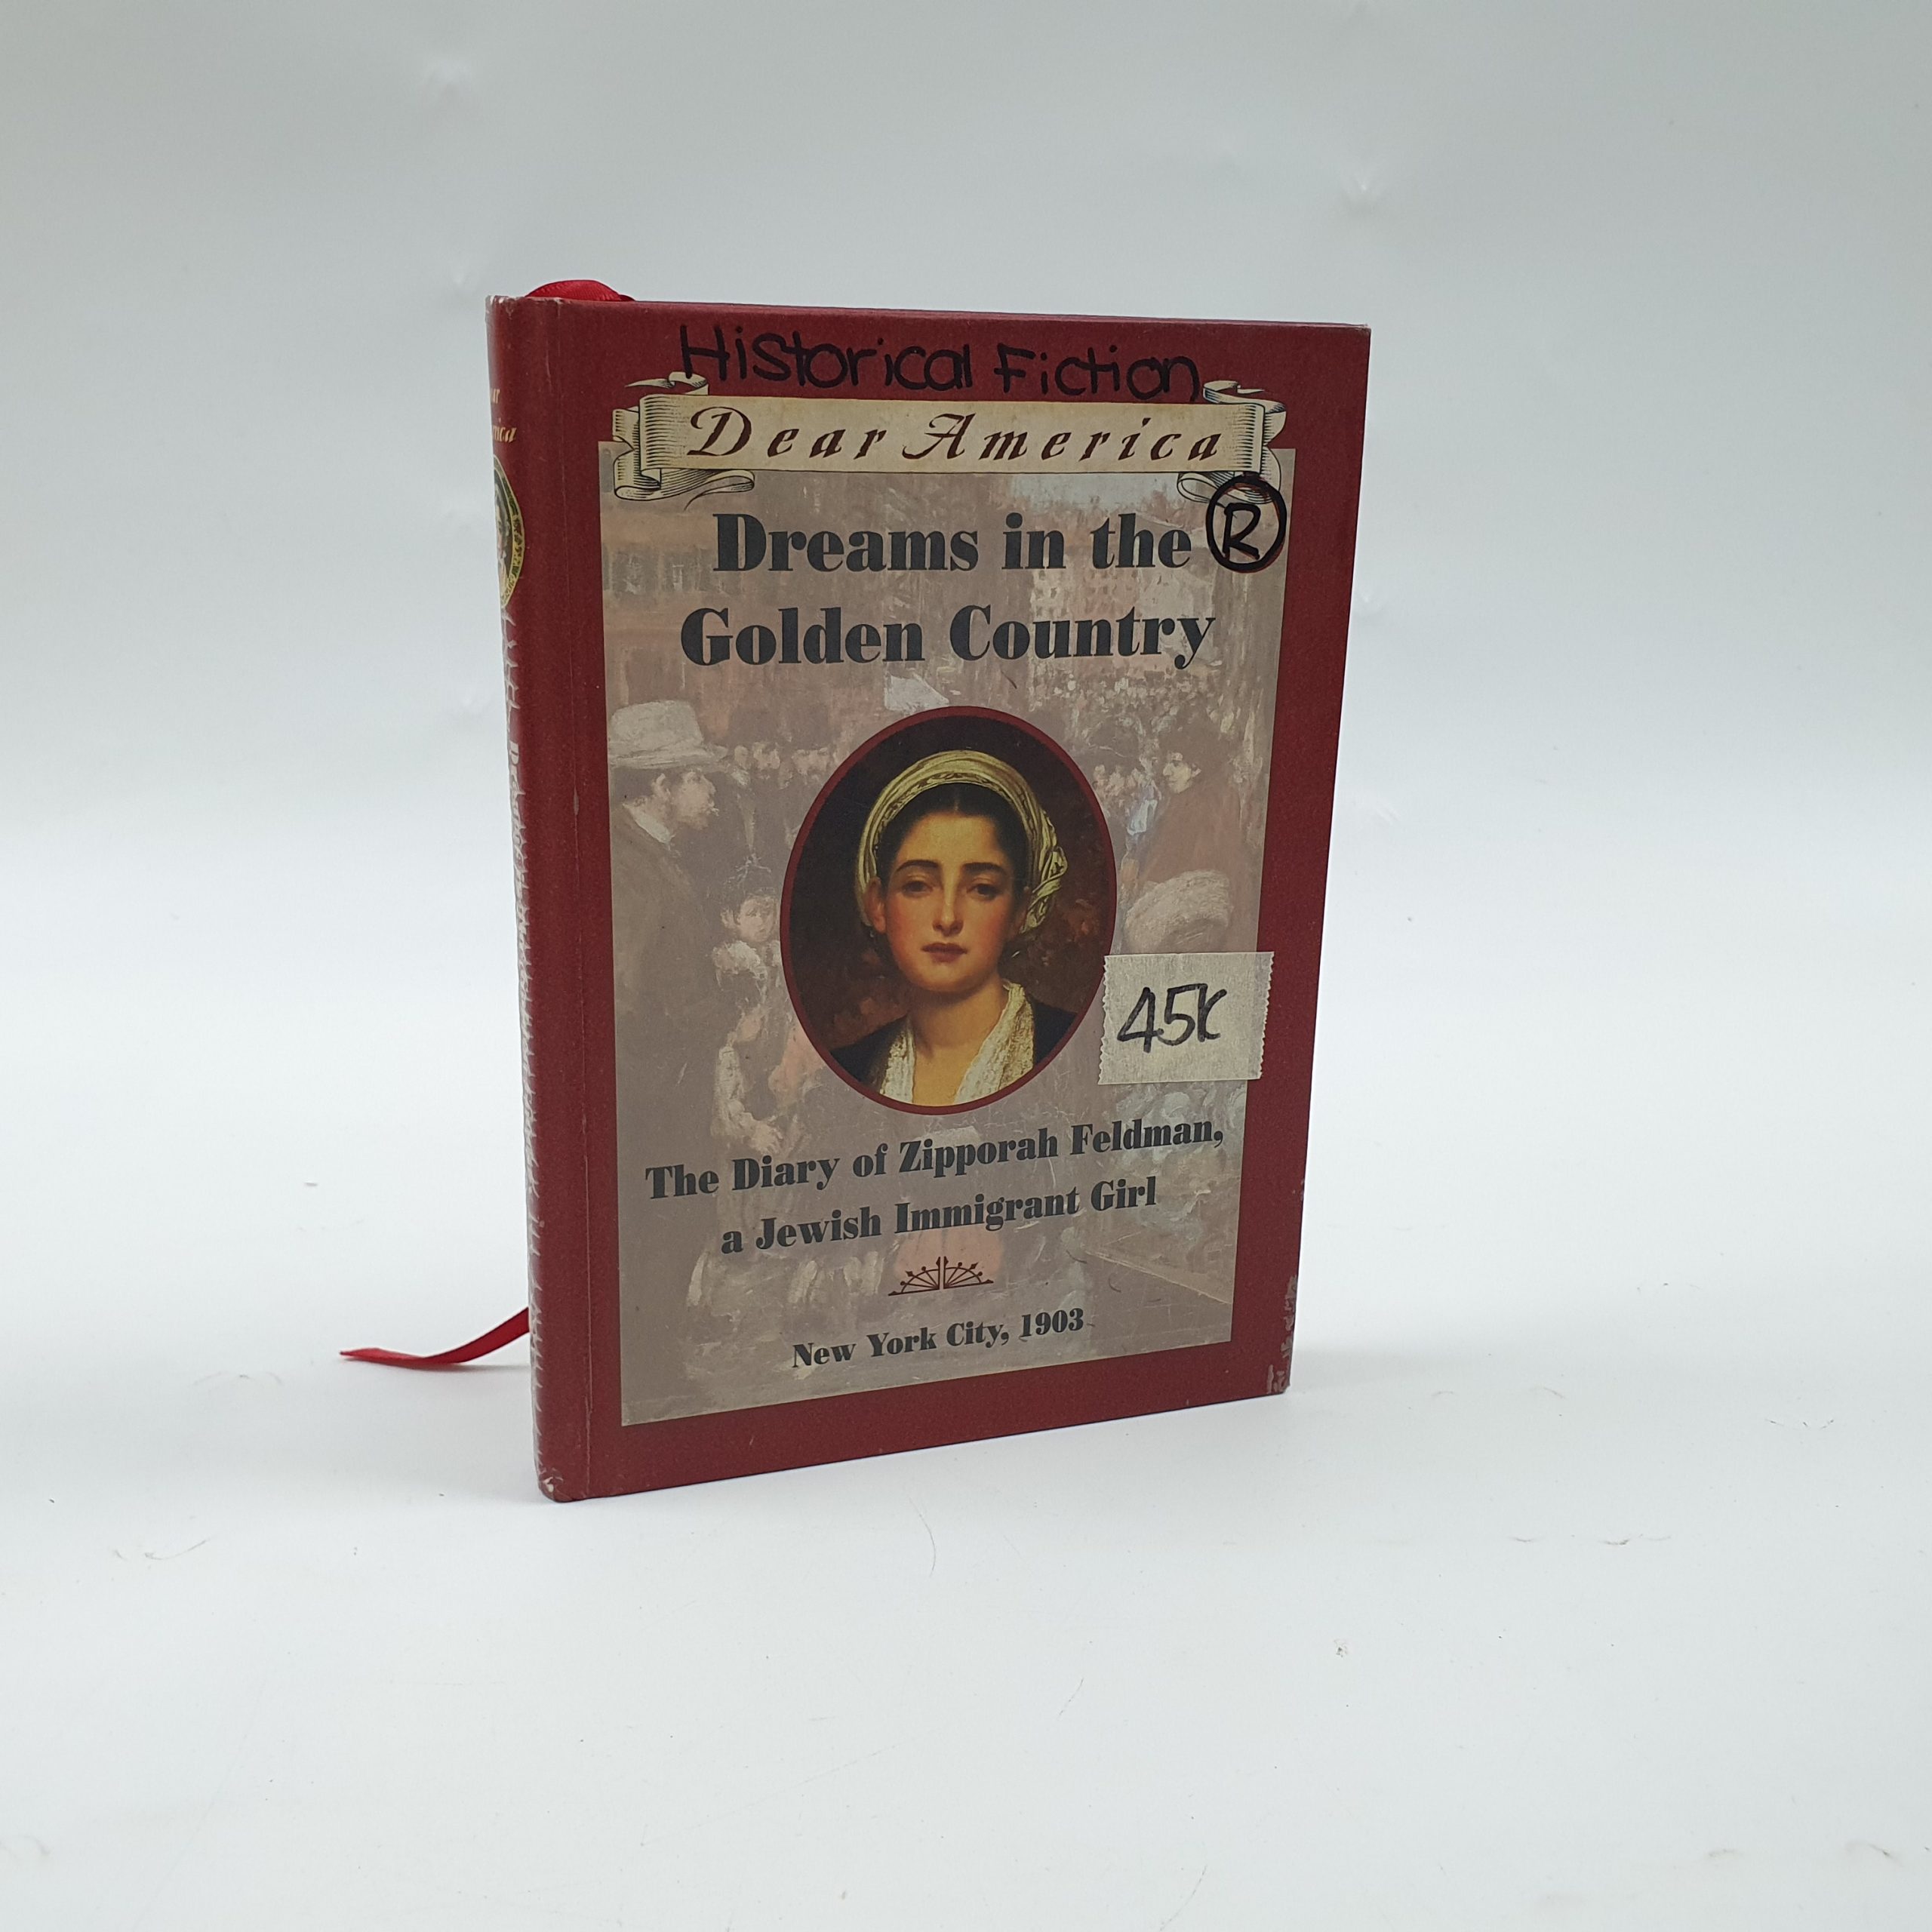 Historical Fiction
Dear America
Dreams in the
R
Golden Country
45K
The Diary of Zipporah Feldman,
a Jewish Immigrant Girl
New York City, 1903